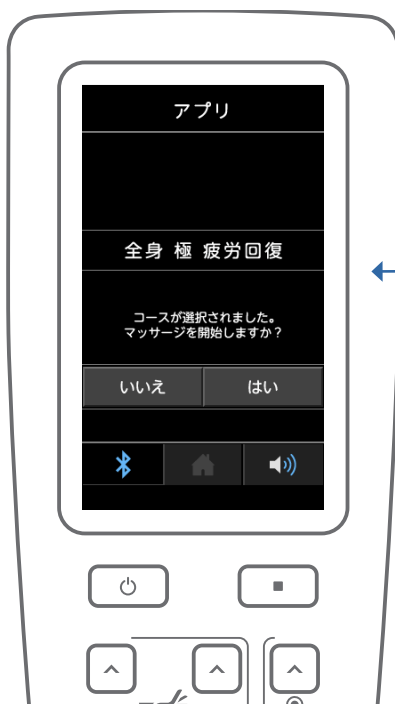 アプリ
全身 極 疲労回復
コースが選択されました。
マッサージを開始しますか？
いいえ はい